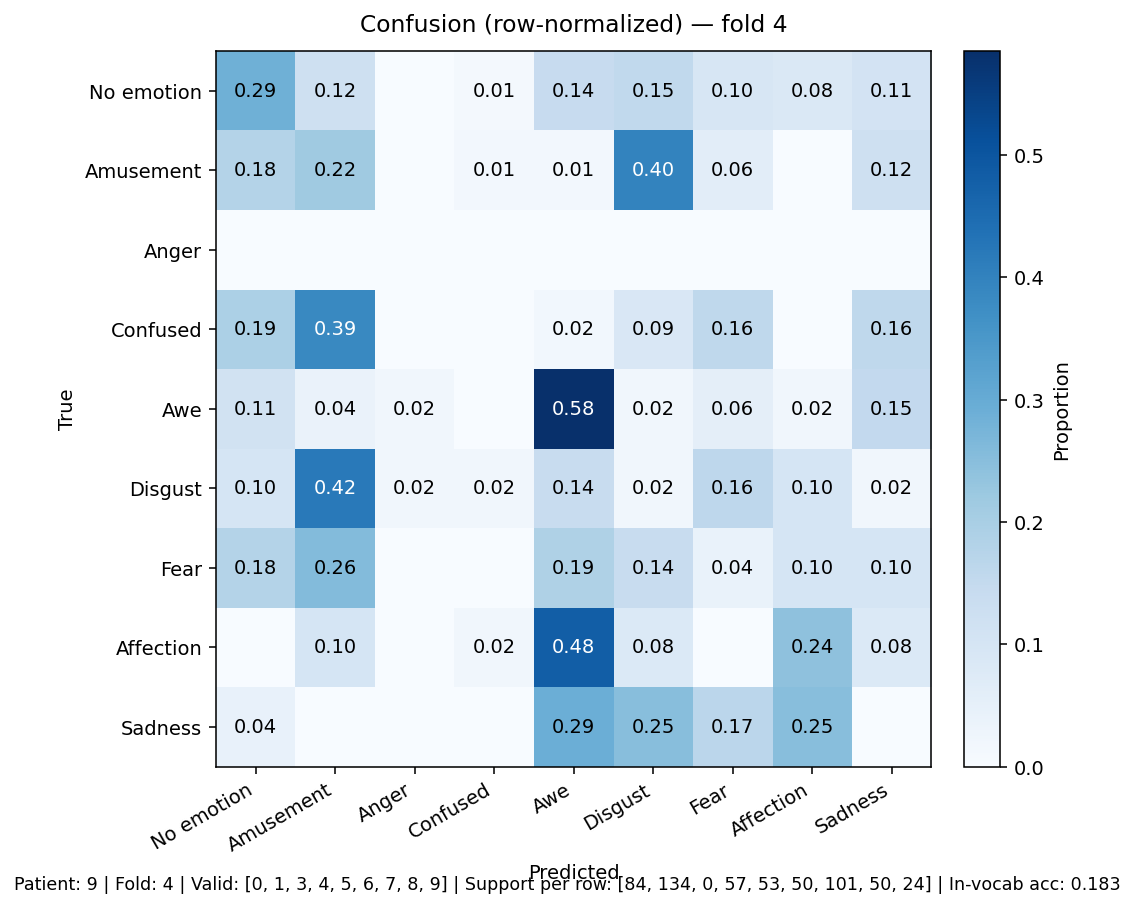 Confusion (row-normalized) — fold 4
No emotion 0.29 0.12 0.01 0.14 0.15 0.10 0.08 0.11
Amusement 0.18 0.22 0.01 0.01 0.40 0.06 0.12
Anger
Confused 0.19 0.39 0.02 0.09 0.16 0.16
Awe 0.11 0.04 0.02 0.58 0.02 0.06 0.02 0.15
Disgust 0.10 0.42 0.02 0.02 0.14 0.02 0.16 0.10 0.02
Fear 0.18 0.26 0.19 0.14 0.04 0.10 0.10
Affection 0.10 0.02 0.48 0.08 0.24 0.08
Sadness 0.04 0.29 0.25 0.17 0.25
True
No emotion Amusement Anger Confused Awe Disgust Fear Affection Sadness
Predicted
0.5
0.4
0.3
0.2
0.1
0.0
Proportion
Patient: 9 | Fold: 4 | Valid: [0, 1, 3, 4, 5, 6, 7, 8, 9] | Support per row: [84, 134, 0, 57, 53, 50, 101, 50, 24] | In-vocab acc: 0.183